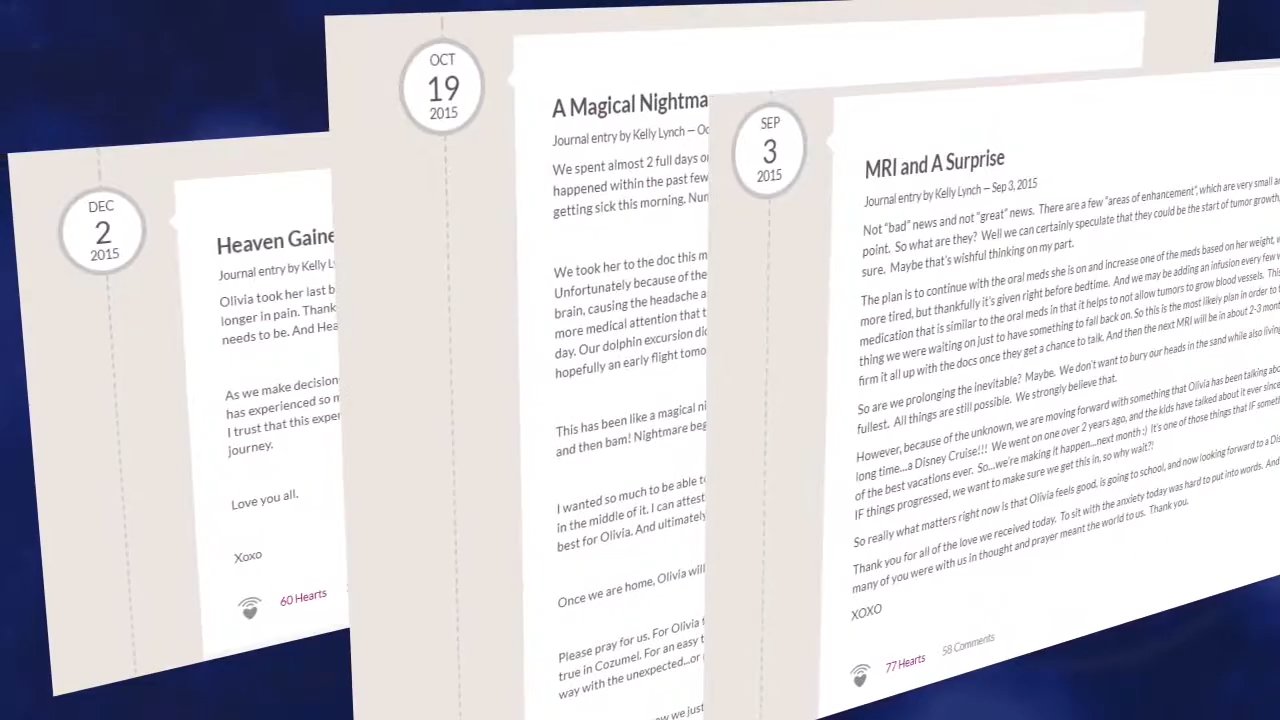 DEC
2
2015
Heaven Gaine
Journal entry by Kelly L
Olivia took her last b
longer in pain. Thank
needs to be. And Hea
As we make decision
has experienced so m
I trust that this exper
journey.
Love you all.
Xoxo
60 Hearts
OCT
19
2015
A Magical Nightma
Journal entry by Kelly Lynch — Oc
We spent almost 2 full days o
happened within the past few
getting sick this morning. Num
We took her to the doc this m
Unfortunately because of the
brain, causing the headache a
more medical attention that t
day. Our dolphin excursion did
hopefully an early flight tomo
This has been like a magical ni
and then bam! Nightmare beg
I wanted so much to be able to
in the middle of it. I can attest
best for Olivia. And ultimately
Once we are home, Olivia will
Please pray for us. For Olivia t
true in Cozumel. For an easy t
way with the unexpected...or
ow we just
SEP
3
2015
MRI and A Surprise
Journal entry by Kelly Lynch — Sep 3, 2015
Not "bad" news and not "great" news. There are a few "areas of enhancement", which are very small a
point. So what are they? Well we can certainly speculate that they could be the start of tumor growth
sure. Maybe that's wishful thinking on my part.
The plan is to continue with the oral meds she is on and increase one of the meds based on her weight, w
more tired, but thankfully it's given right before bedtime. And we may be adding an infusion every few w
medication that is similar to the oral meds in that it helps to not allow tumors to grow blood vessels. This
thing we were waiting on just to have something to fall back on. So this is the most likely plan in order to t
firm it all up with the docs once they get a chance to talk. And then the next MRI will be in about 2-3 mon
So are we prolonging the inevitable? Maybe. We don't want to bury our heads in the sand while also living
fullest. All things are still possible. We strongly believe that.
However, because of the unknown, we are moving forward with something that Olivia has been talking abo
long time...a Disney Cruise!!! We went on one over 2 years ago, and the kids have talked about it ever since
of the best vacations ever. So...we're making it happen...next month :) It's one of those things that IF someth
IF things progressed, we want to make sure we get this in, so why wait?!
So really what matters right now is that Olivia feels good, is going to school, and now looking forward to a Dis
Thank you for all of the love we received today. To sit with the anxiety today was hard to put into words. And
many of you were with us in thought and prayer meant the world to us. Thank you.
XOXO
77 Hearts
58 Comments